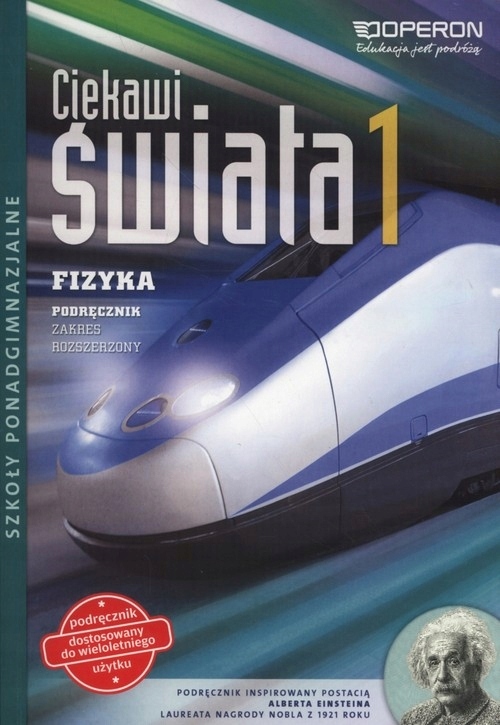 OPERON
Edukacja jest podróżą
Ciekawi
świata 1
FIZYKA
PODRĘCZNIK
ZAKRES
ROZSZERZONY
SZKOŁY PONADGIMNAZJALNE
podręcznik
dostosowany
do wieloletniego
użytku
PODRĘCZNIK INSPIROWANY POSTACIĄ
ALBERTA EINSTEINA
LAUREATA NAGRODY NOBLA Z 1921 ROKU